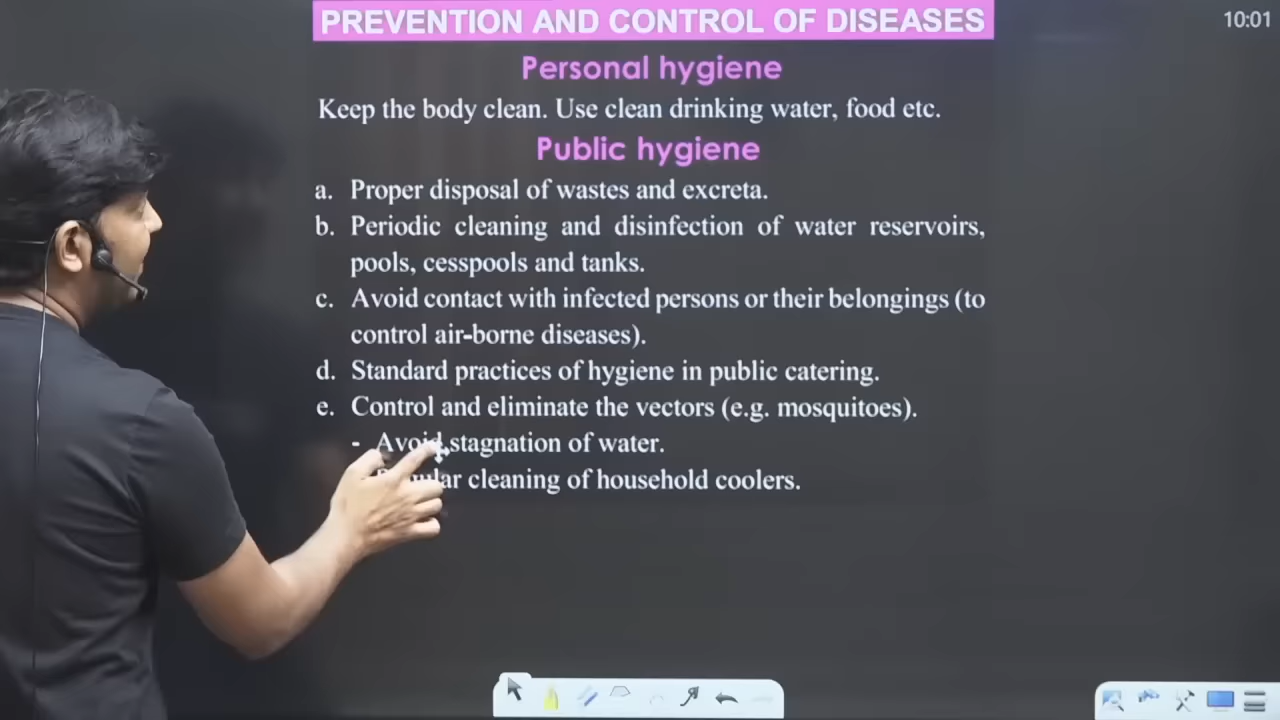 PREVENTION AND CONTROL OF DISEASES
10:01
Personal hygiene
Keep the body clean. Use clean drinking water, food etc.
Public hygiene
a. Proper disposal of wastes and excreta.
b. Periodic cleaning and disinfection of water reservoirs,
pools, cesspools and tanks.
c. Avoid contact with infected persons or their belongings (to
control air-borne diseases).
d. Standard practices of hygiene in public catering.
e. Control and eliminate the vectors (e.g. mosquitoes).
- Avoid stagnation of water.
cleaning of household coolers.